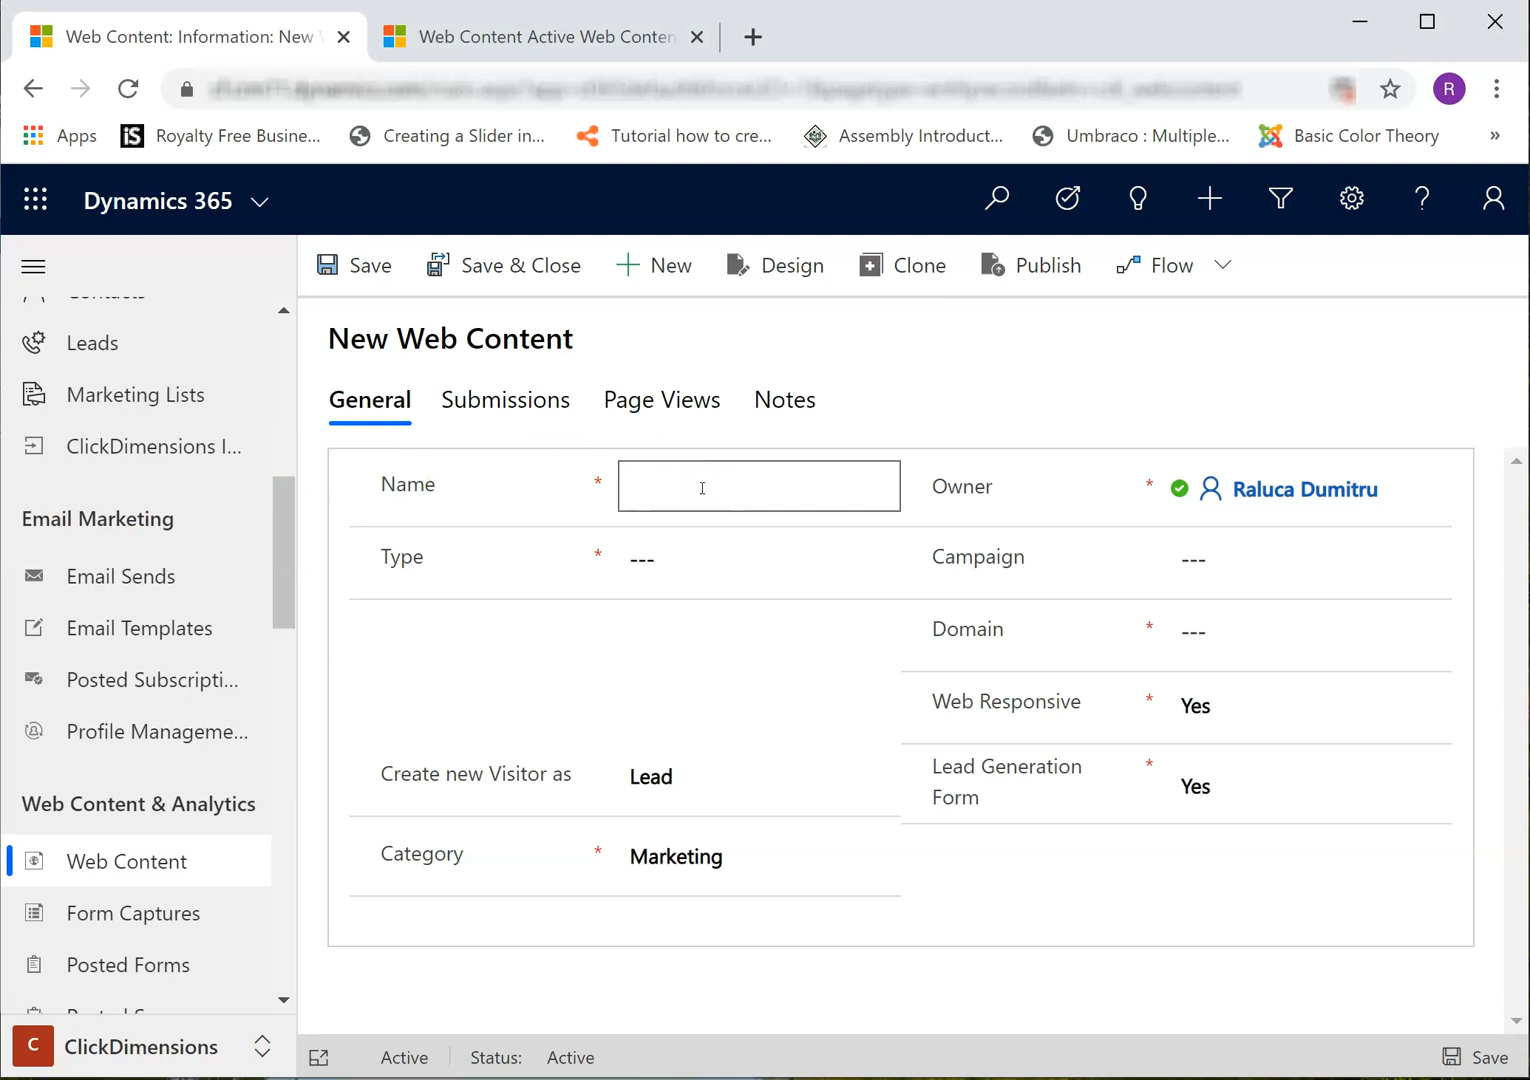 Web Content: Information: New
Web Content Active Web Conten
R
Apps
iS
Royalty Free Busine...
Creating a Slider in...
Tutorial how to cre...
Assembly Introduct...
Umbraco : Multiple...
Basic Color Theory
»
Dynamics 365
Save
Save & Close
New
Design
Clone
Publish
Flow
Leads
Marketing Lists
ClickDimensions I...
Email Marketing
Email Sends
Email Templates
Posted Subscripti...
Profile Manageme...
Web Content & Analytics
Web Content
Form Captures
Posted Forms
C
ClickDimensions
New Web Content
General
Submissions
Page Views
Notes
Name *
Owner * Raluca Dumitru
Type * ---
Campaign ---
Domain * ---
Web Responsive * Yes
Create new Visitor as Lead
Lead Generation * Yes
Form
Category * Marketing
Active
Status: Active
Save